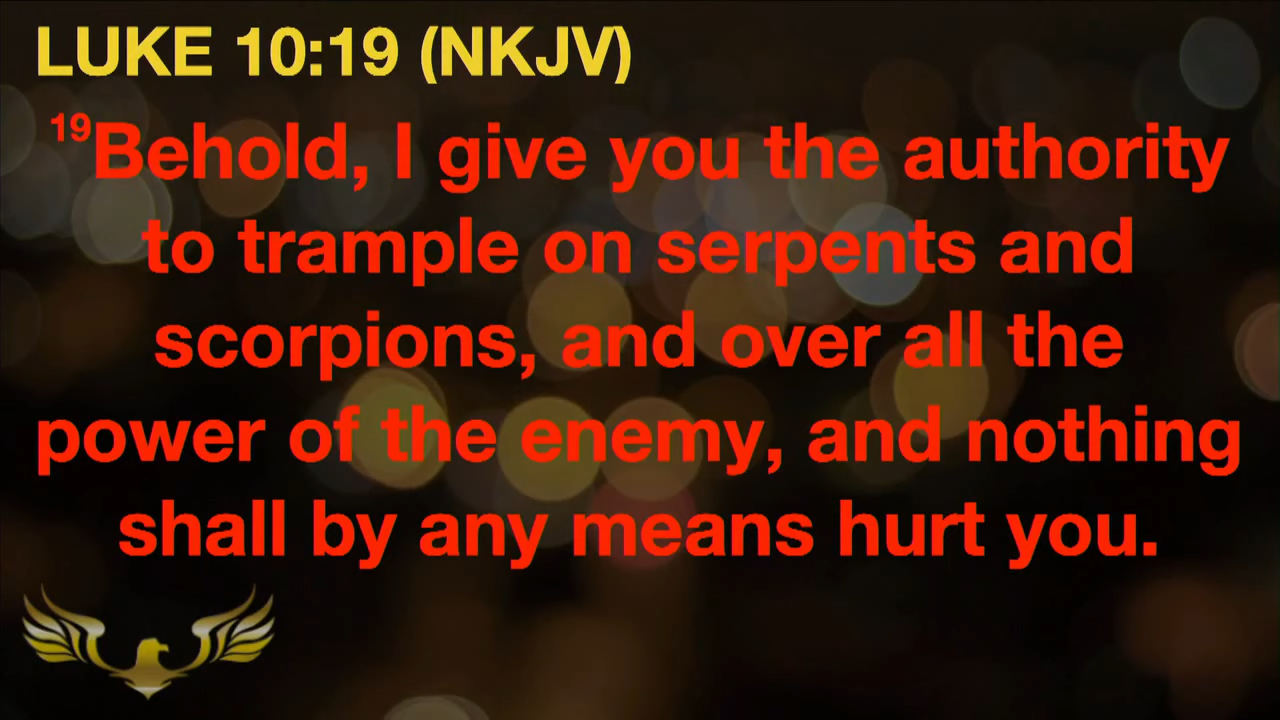 LUKE 10:19 (NKJV)
19Behold, I give you the authority
to trample on serpents and
scorpions, and over all the
power of the enemy, and nothing
shall by any means hurt you.